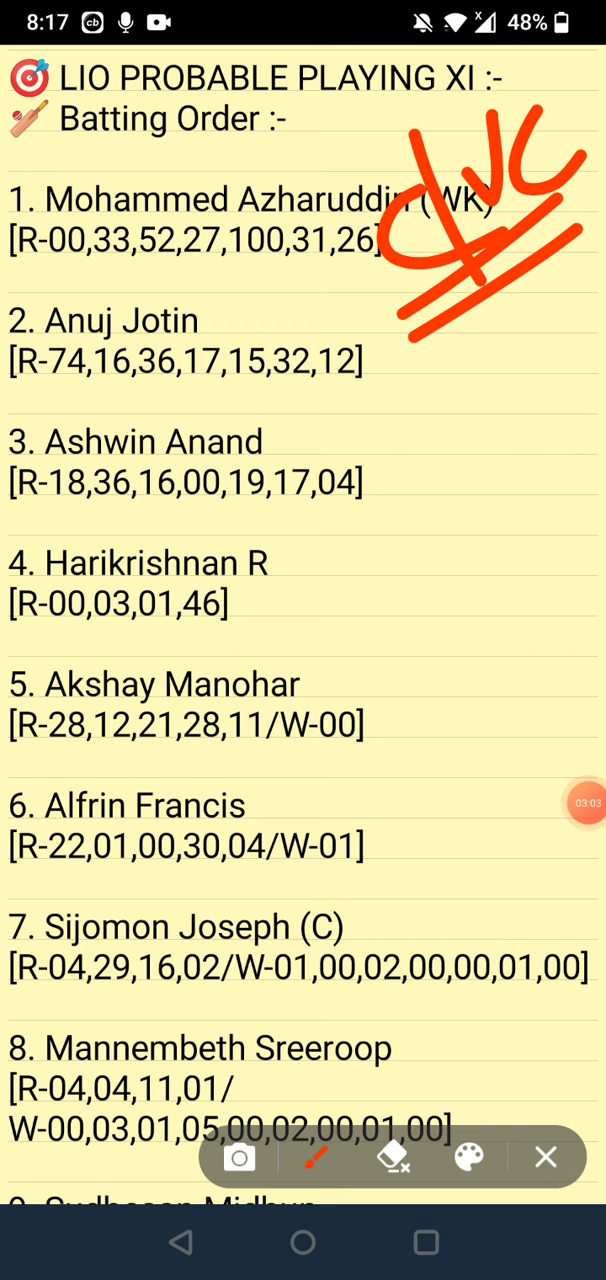 8:17 cb 48%
🎯 LIO PROBABLE PLAYING XI :-
🏏 Batting Order :-
1. Mohammed Azharuddin (WK)
[R-00,33,52,27,100,31,26]
2. Anuj Jotin
[R-74,16,36,17,15,32,12]
3. Ashwin Anand
[R-18,36,16,00,19,17,04]
4. Harikrishnan R
[R-00,03,01,46]
5. Akshay Manohar
[R-28,12,21,28,11/W-00]
03:03
6. Alfrin Francis
[R-22,01,00,30,04/W-01]
7. Sijomon Joseph (C)
[R-04,29,16,02/W-01,00,02,00,00,01,00]
8. Mannembeth Sreeroop
[R-04,04,11,01/
W-00,03,01,05,00,02,00,01,00]